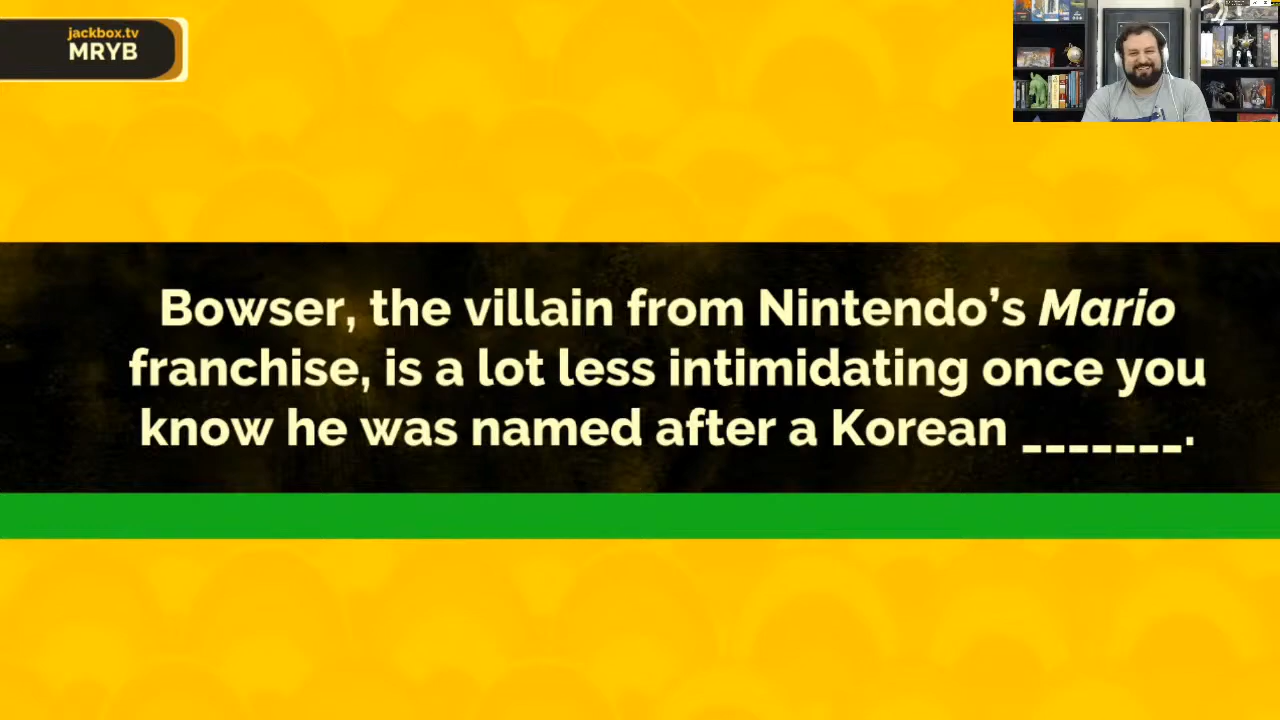 jackbox.tv
MRYB
Bowser, the villain from Nintendo's Mario
franchise, is a lot less intimidating once you
know he was named after a Korean _______.